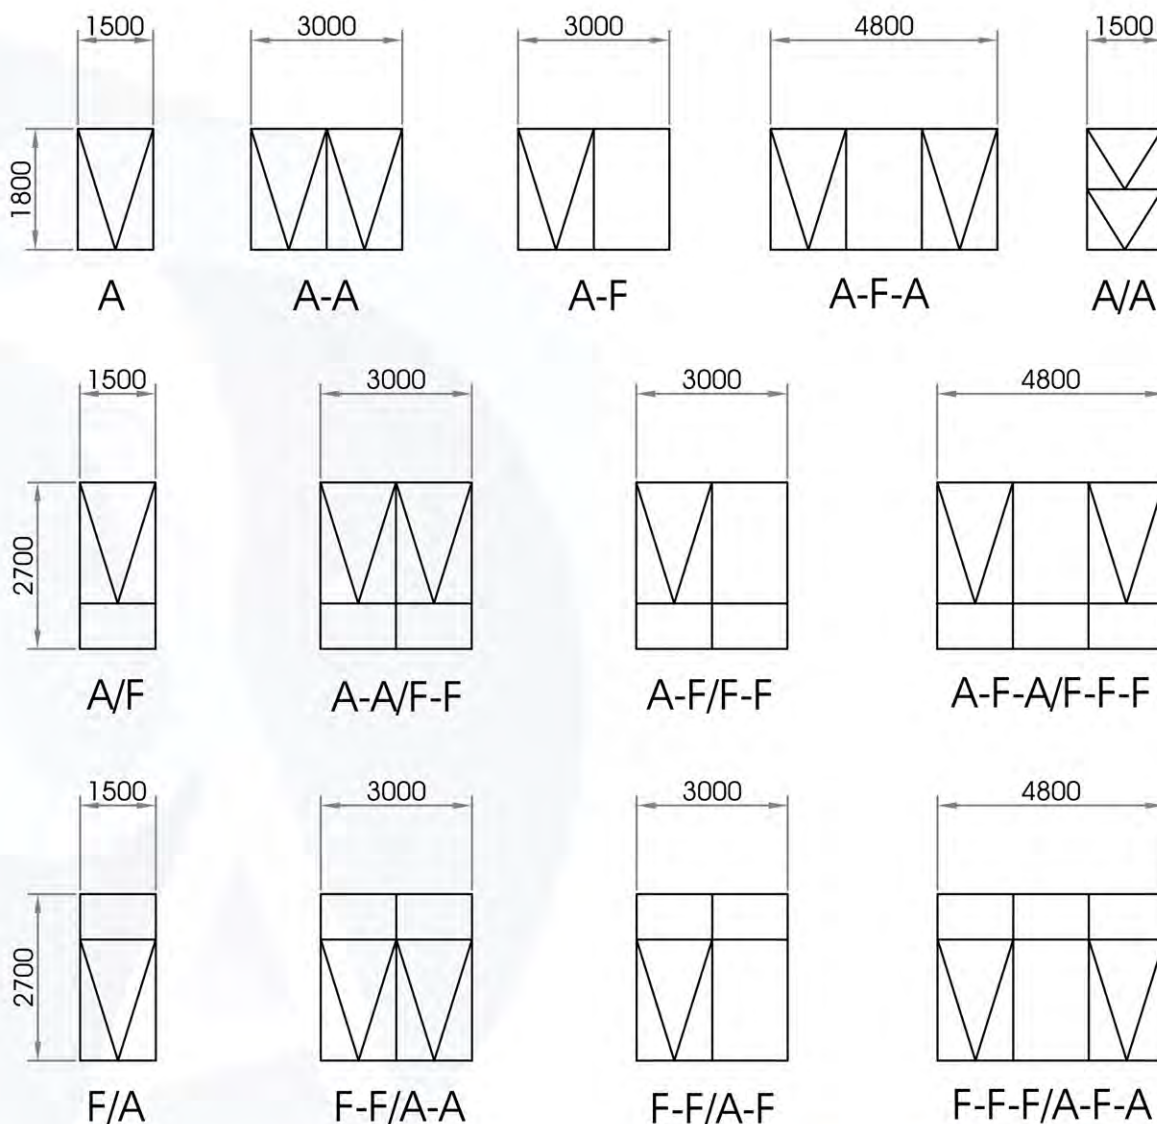 1500 3000 3000 4800 1500
1800
A A-A A-F A-F-A A/A
1500 3000 3000 4800
2700
A/F A-A/F-F A-F/F-F A-F-A/F-F-F
1500 3000 3000 4800
2700
F/A F-F/A-A F-F/A-F F-F-F/A-F-A